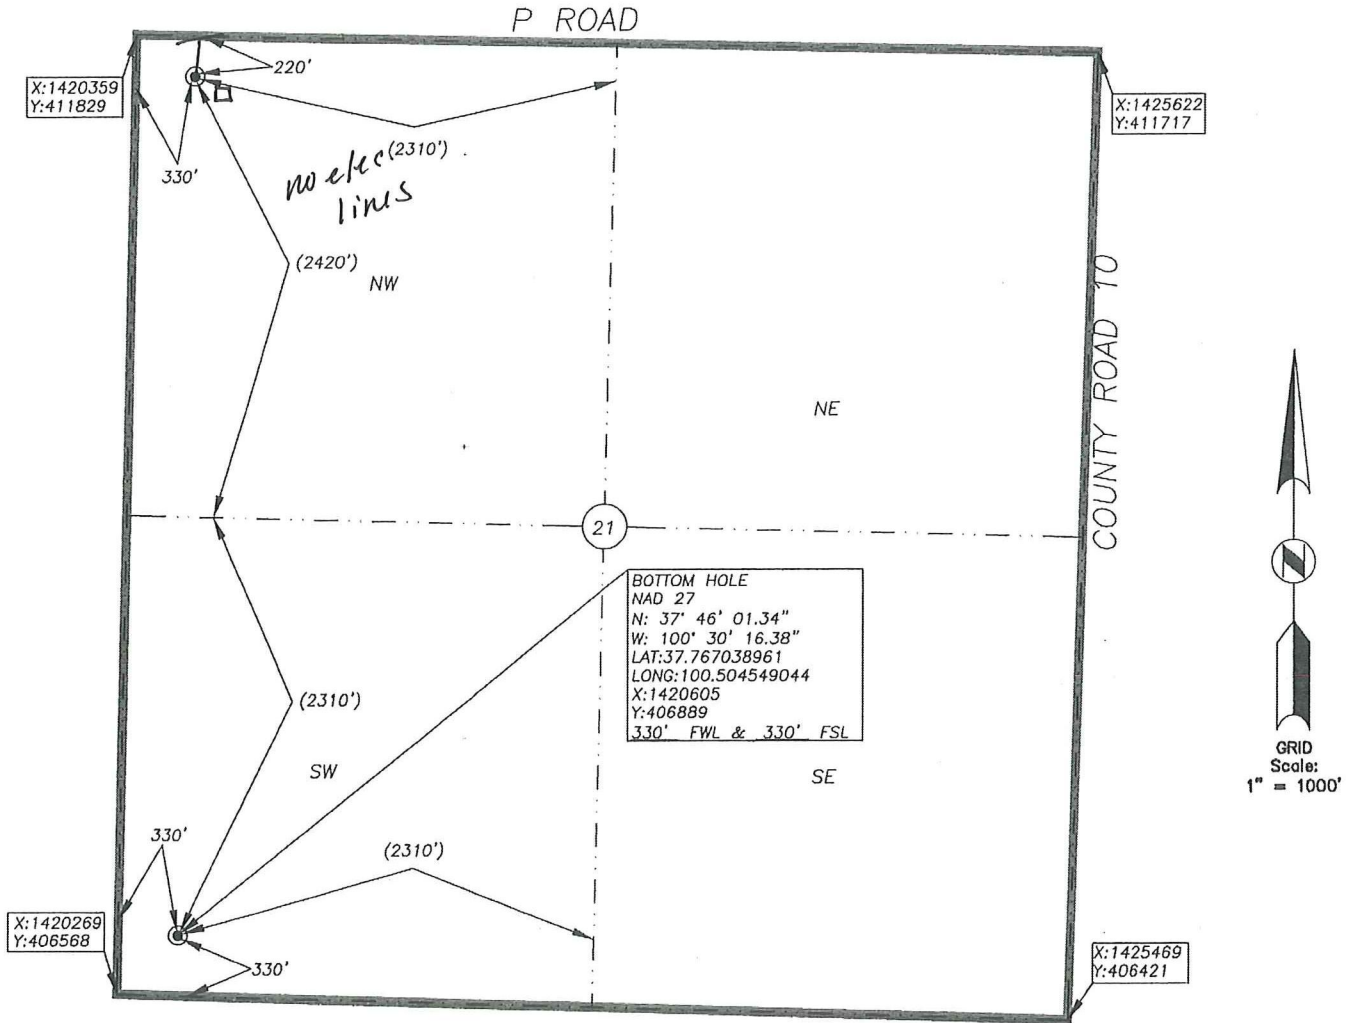 P ROAD
X:1420359
Y:411829
220'
X:1425622
Y:411717
330'
(2310')
no elec
lines
(2420')
NW
COUNTY ROAD 10
NE
21
BOTTOM HOLE
NAD 27
N: 37° 46' 01.34"
W: 100° 30' 16.38"
LAT:37.767038961
LONG:100.504549044
X:1420605
Y:406889
330' FWL & 330' FSL
N
GRID
Scale:
1" = 1000'
(2310')
SW
SE
330'
(2310')
X:1420269
Y:406568
330'
X:1425469
Y:406421